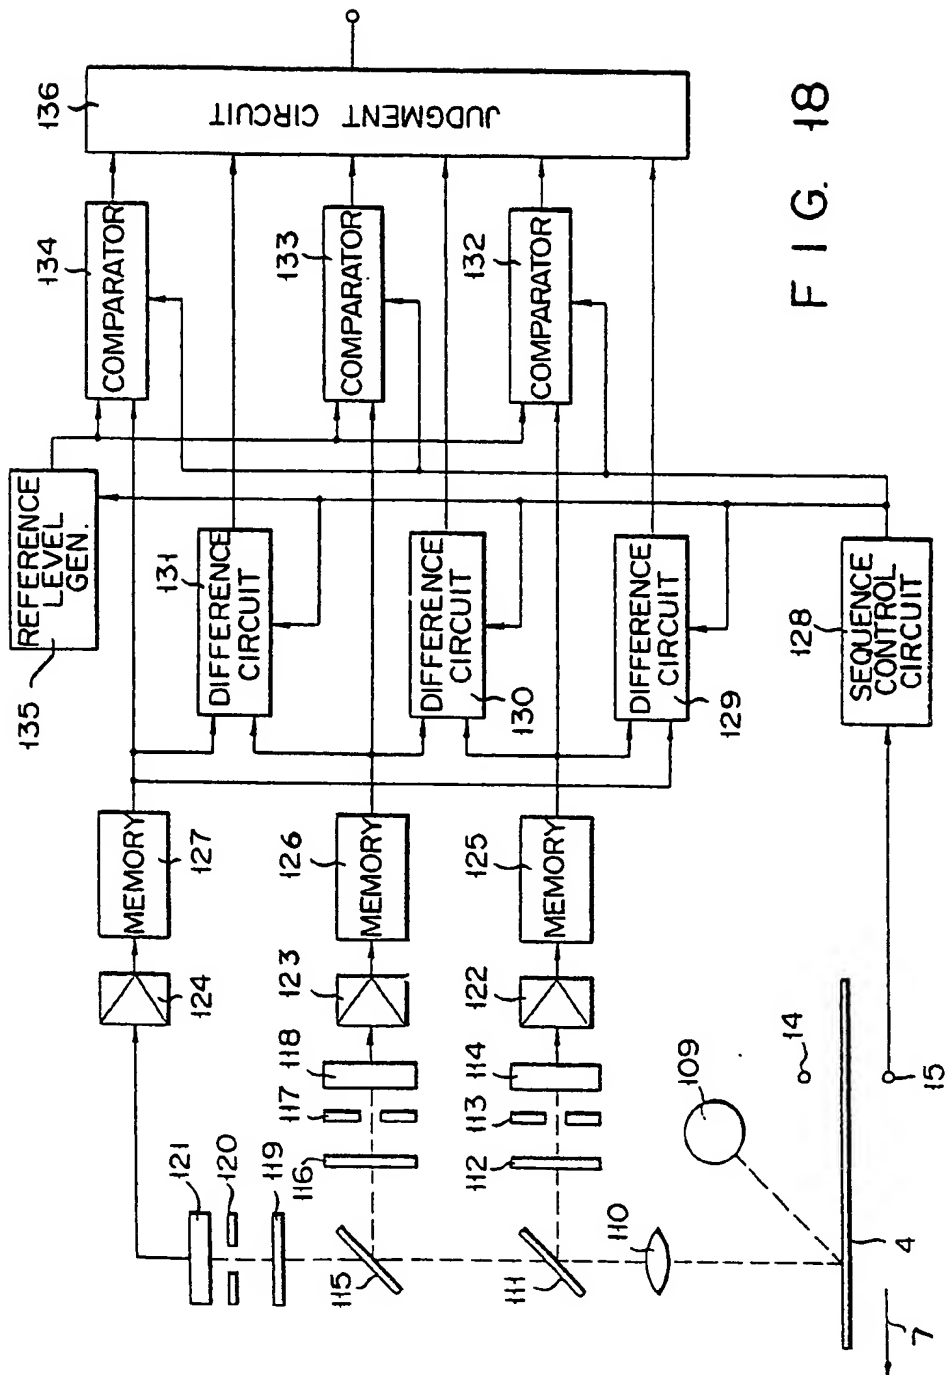 136
JUDGMENT CIRCUIT
134
COMPARATOR
133
COMPARATOR
132
COMPARATOR
REFERENCE
LEVEL
GEN.
135
131
DIFFERENCE
CIRCUIT
DIFFERENCE
CIRCUIT
130
DIFFERENCE
CIRCUIT
129
128
SEQUENCE
CONTROL
CIRCUIT
MEMORY
127
MEMORY
126
MEMORY
125
124
123
122
118
117
116
114
113
112
121
120
119
115
111
110
109
14
15
4
7
FIG. 18